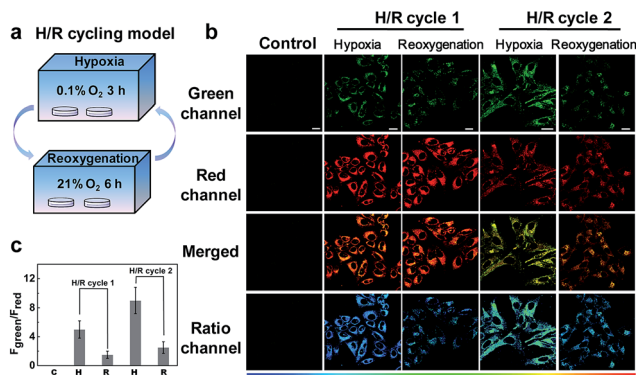 a H/R cycling model
Hypoxia
0.1% O₂ 3 h
Reoxygenation
21% O₂ 6 h
b
H/R cycle 1 H/R cycle 2
Control Hypoxia Reoxygenation Hypoxia Reoxygenation
Green
channel
Red
channel
Merged
Ratio
channel
c
Fgreen/Fred
12
8
4
0
H/R cycle 1
H/R cycle 2
C H R H R